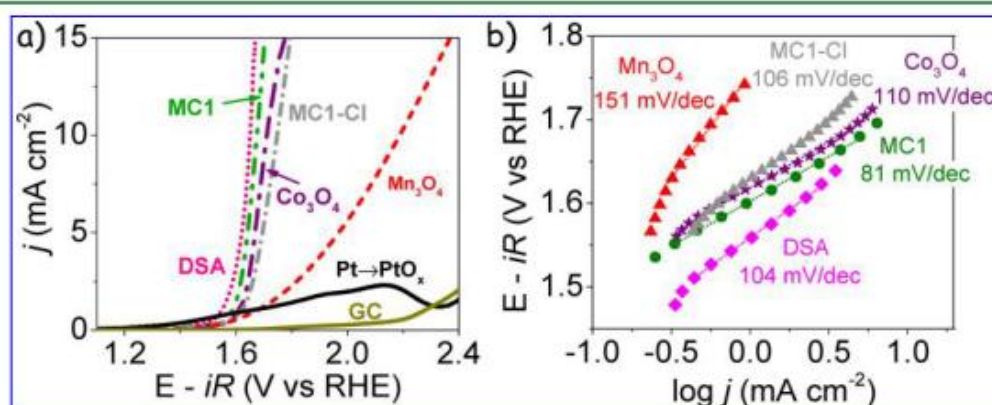 a)
15
10
5
0
j (mA cm⁻²)
DSA
MC1
MC1-Cl
Co₃O₄
Mn₃O₄
Pt→PtOₓ
GC
1.2 1.6 2.0 2.4
E - iR (V vs RHE)
b)
1.8
1.7
1.6
1.5
E - iR (V vs RHE)
Mn₃O₄
151 mV/dec
MC1-Cl
106 mV/dec
Co₃O₄
110 mV/dec
MC1
81 mV/dec
DSA
104 mV/dec
-1.0 -0.5 0.0 0.5 1.0
log j (mA cm⁻²)